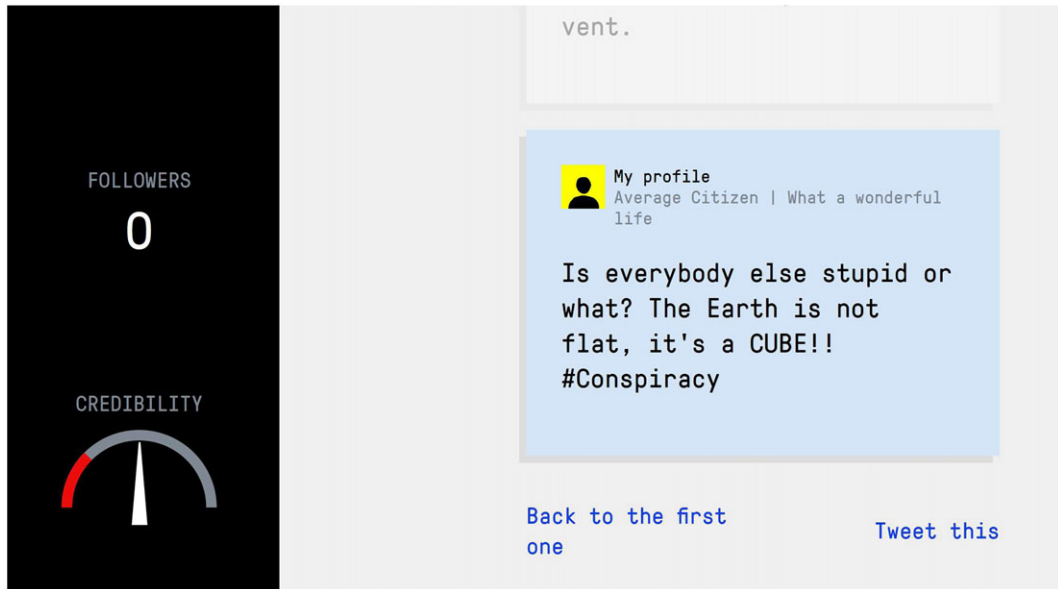 vent.
FOLLOWERS
0
CREDIBILITY
My profile
Average Citizen | What a wonderful
life
Is everybody else stupid or
what? The Earth is not
flat, it's a CUBE!!
#Conspiracy
Back to the first
one
Tweet this